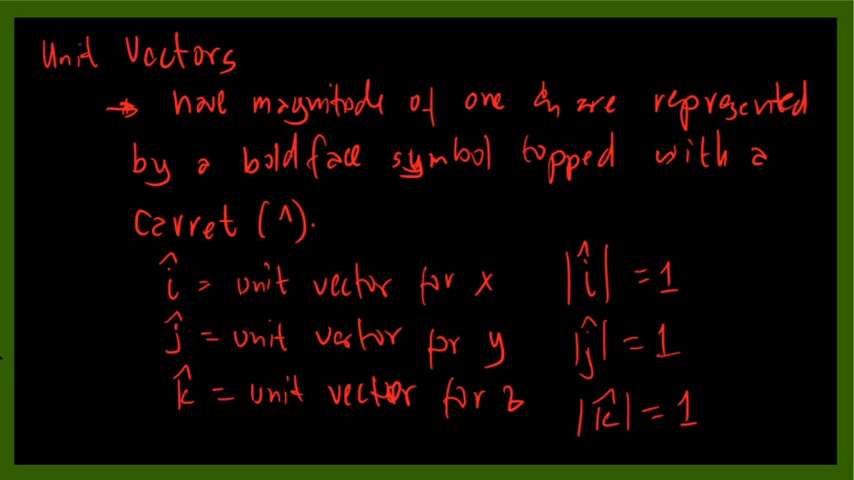 Unit Vectors
→ have magnitude of one & are represented
by a boldface symbol topped with a
carret (^).
î = unit vector for x |î| = 1
ĵ = unit vector for y |ĵ| = 1
k̂ = unit vector for z |k̂| = 1